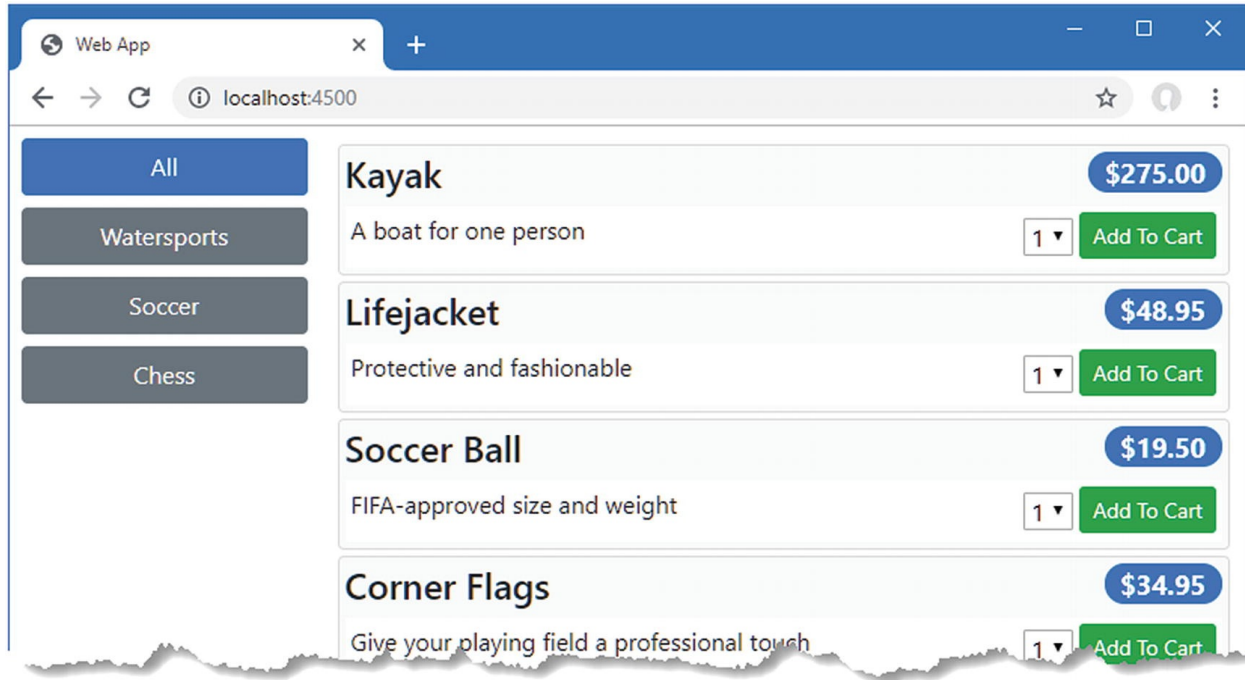 Web App
localhost:4500
All
Watersports
Soccer
Chess
Kayak
$275.00
A boat for one person
1
Add To Cart
Lifejacket
$48.95
Protective and fashionable
1
Add To Cart
Soccer Ball
$19.50
FIFA-approved size and weight
1
Add To Cart
Corner Flags
$34.95
Give your playing field a professional touch
1
Add To Cart